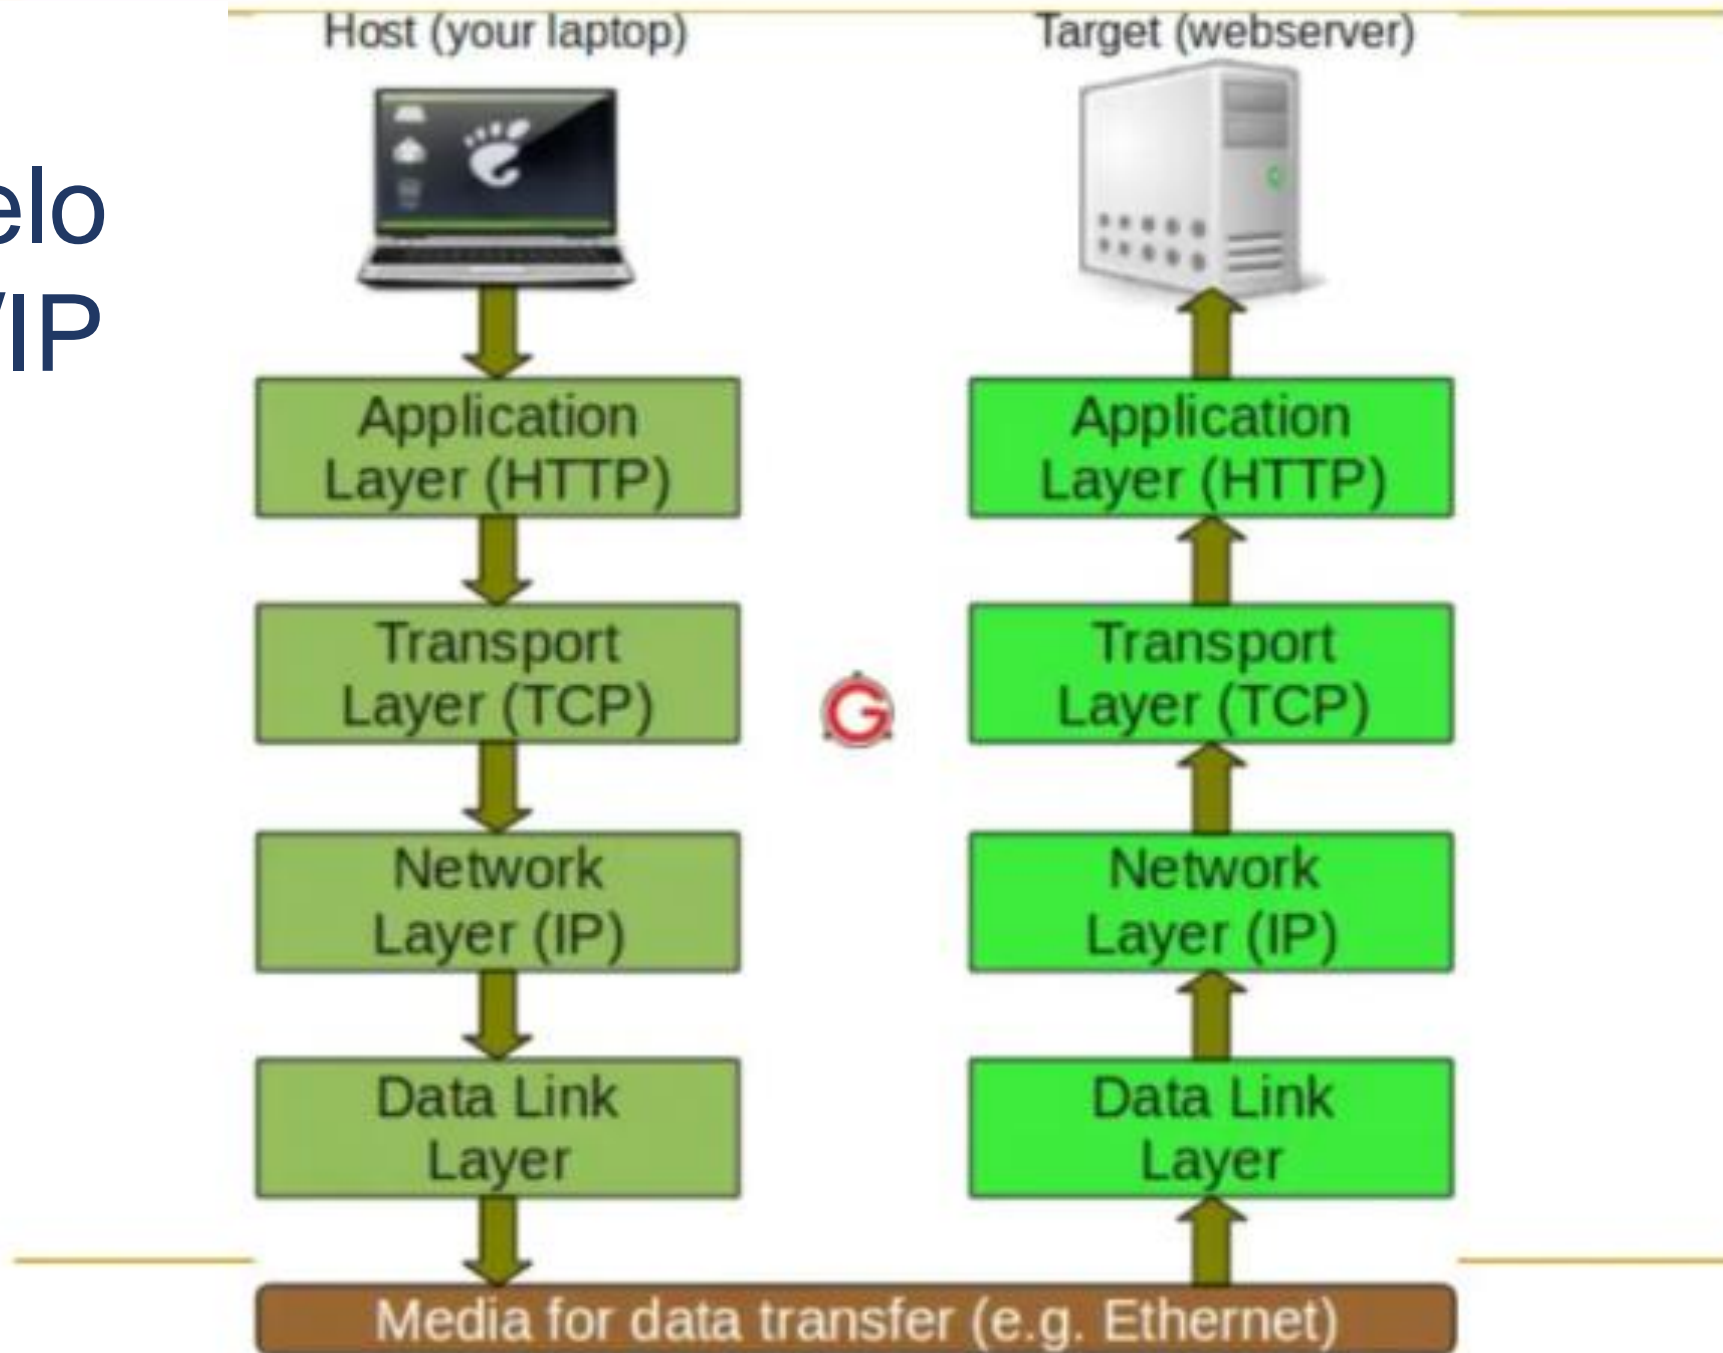 elo
/IP
Host (your laptop)
Target (webserver)
Application
Layer (HTTP)
Transport
Layer (TCP)
Network
Layer (IP)
Data Link
Layer
Application
Layer (HTTP)
Transport
Layer (TCP)
Network
Layer (IP)
Data Link
Layer
G
Media for data transfer (e.g. Ethernet)